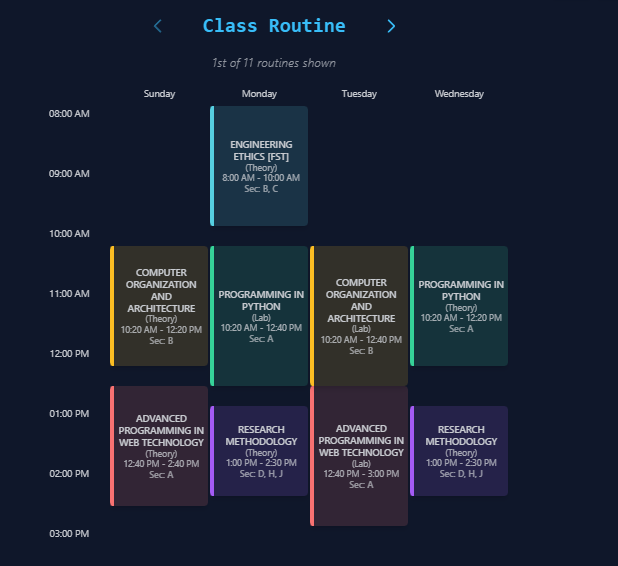 Class Routine
1st of 11 routines shown
Sunday Monday Tuesday Wednesday
08:00 AM
09:00 AM
10:00 AM
11:00 AM
12:00 PM
01:00 PM
02:00 PM
03:00 PM
COMPUTER
ORGANIZATION
AND
ARCHITECTURE
(Theory)
10:20 AM - 12:20 PM
Sec: B
ADVANCED
PROGRAMMING IN
WEB TECHNOLOGY
(Theory)
12:40 PM - 2:40 PM
Sec: A
ENGINEERING
ETHICS [FST]
(Theory)
8:00 AM - 10:00 AM
Sec: B, C
PROGRAMMING IN
PYTHON
(Lab)
10:20 AM - 12:40 PM
Sec: A
RESEARCH
METHODOLOGY
(Theory)
1:00 PM - 2:30 PM
Sec: D, H, J
COMPUTER
ORGANIZATION
AND
ARCHITECTURE
(Lab)
10:20 AM - 12:40 PM
Sec: B
ADVANCED
PROGRAMMING IN
WEB TECHNOLOGY
(Lab)
12:40 PM - 3:00 PM
Sec: A
PROGRAMMING IN
PYTHON
(Theory)
10:20 AM - 12:20 PM
Sec: A
RESEARCH
METHODOLOGY
(Theory)
1:00 PM - 2:30 PM
Sec: D, H, J